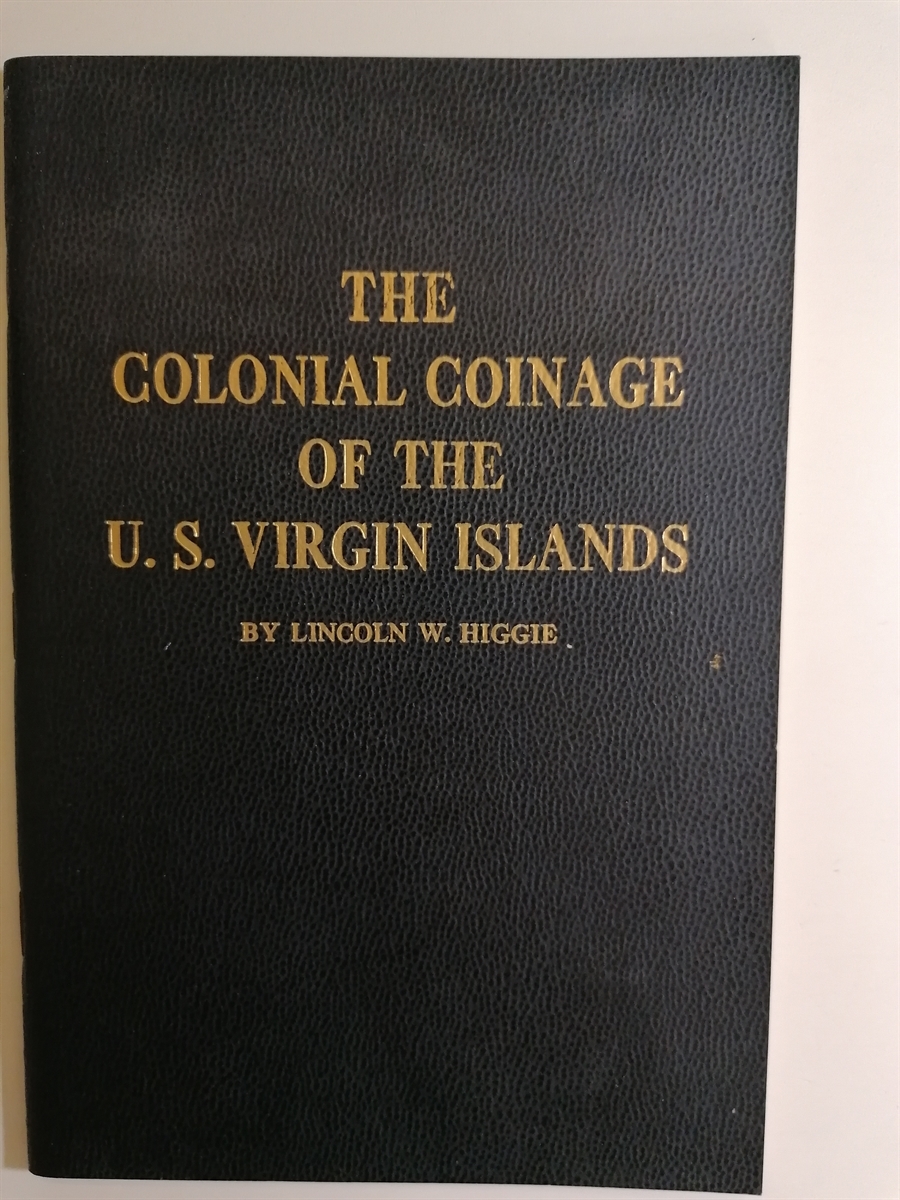 THE
COLONIAL COINAGE
OF THE
U. S. VIRGIN ISLANDS
BY LINCOLN W. HIGGIE